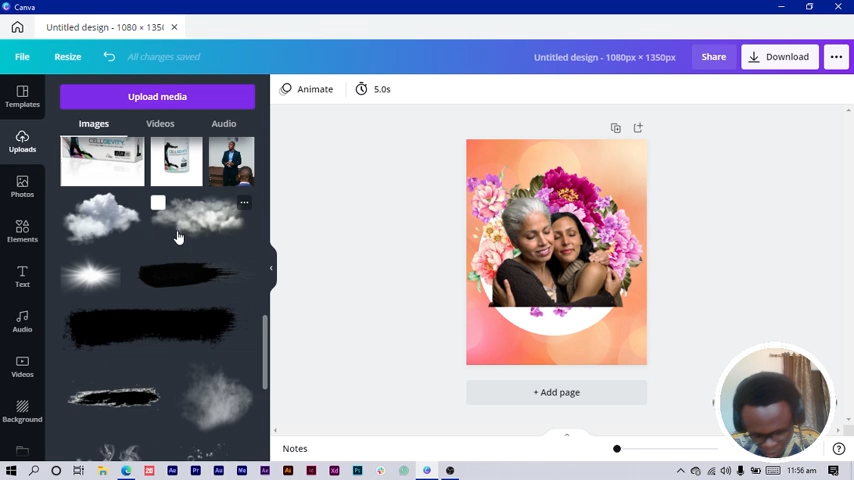 Canva
Untitled design - 1080 × 135(
File
Resize
All changes saved
Untitled design - 1080px × 1350px
Share
Download
Templates
Upload media
Animate
5.0s
Images
Videos
Audio
Uploads
CELLGEVITY
Photos
Elements
Text
Audio
Videos
Background
+ Add page
Notes
11:56 am